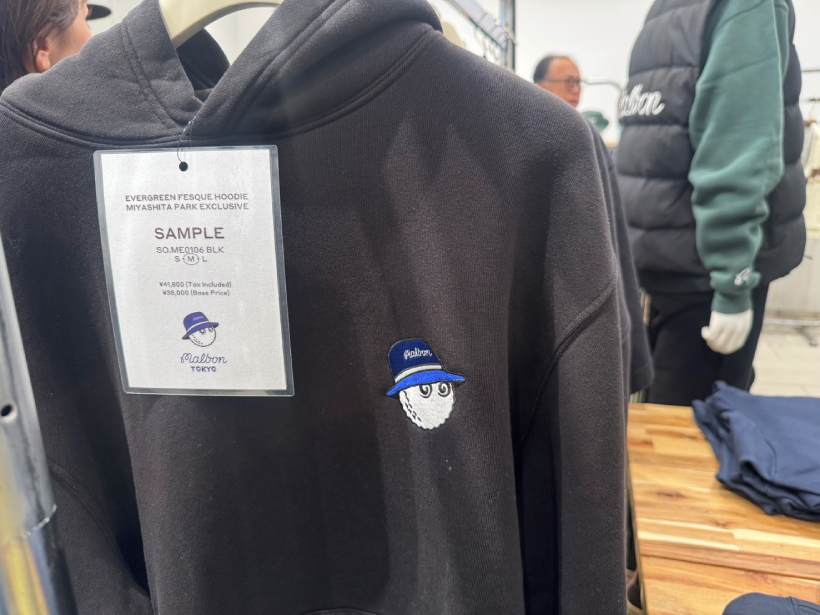 EVERGREEN FESQUE HOODIE
MIYASHITA PARK EXCLUSIVE
SAMPLE
SO.ME0106 BLK
S M L
¥41,800 (Tax Included)
¥38,000 (Base Price)
Malbon
TOKYO
Malbon
Malbon